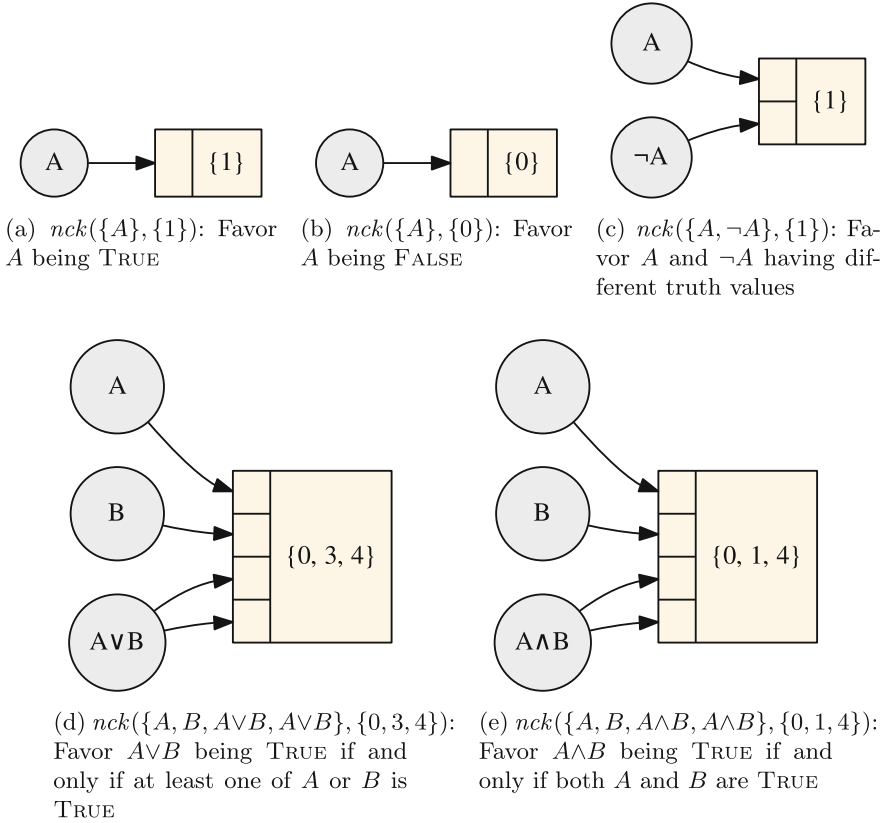 A
{1}
(a) nck({A}, {1}): Favor
A being TRUE
A
{0}
(b) nck({A}, {0}): Favor
A being FALSE
A
¬A
{1}
(c) nck({A, ¬A}, {1}): Fa-
vor A and ¬A having dif-
ferent truth values
A
B
A∨B
{0, 3, 4}
(d) nck({A, B, A∨B, A∨B}, {0, 3, 4}):
Favor A∨B being TRUE if and
only if at least one of A or B is
TRUE
A
B
A∧B
{0, 1, 4}
(e) nck({A, B, A∧B, A∧B}, {0, 1, 4}):
Favor A∧B being TRUE if and
only if both A and B are TRUE